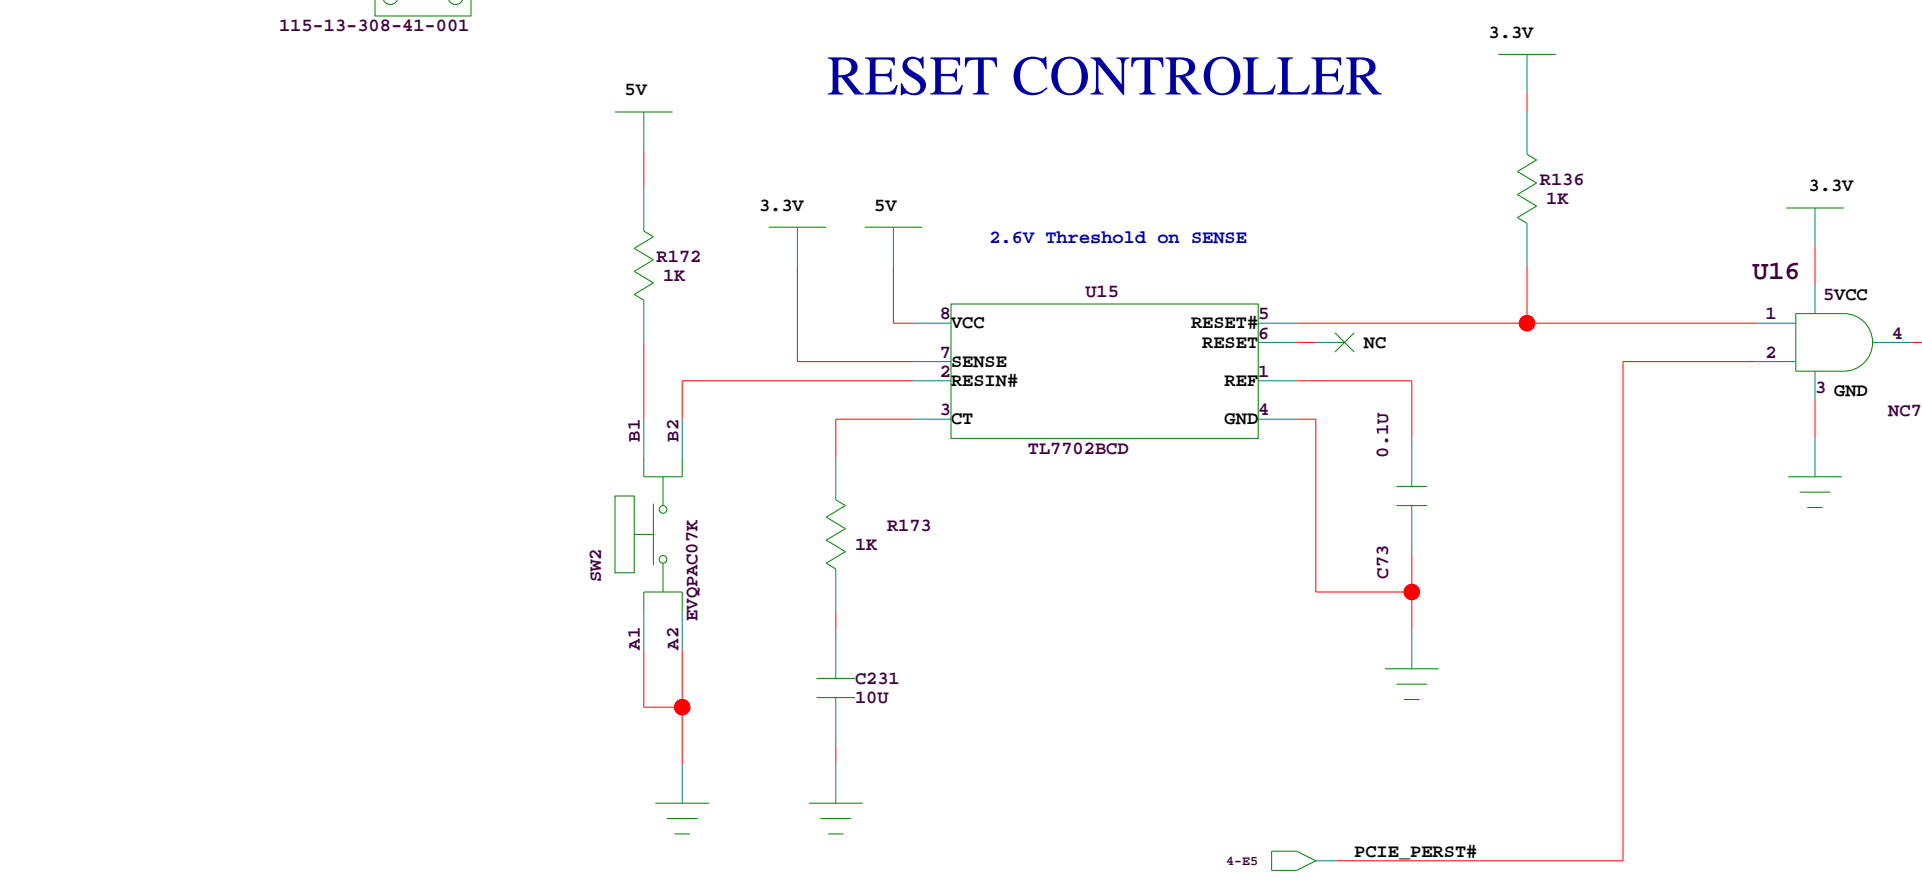 115-13-308-41-001
RESET CONTROLLER
3.3V
5V
R136
1K
3.3V
3.3V
5V
2.6V Threshold on SENSE
R172
1K
U16
U15
5VCC
8
VCC
RESET#
5
1
6
RESET
NC
4
7
SENSE
2
2
RESIN#
REF
1
3
GND
3
CT
GND
4
NC7
B1
B2
0.1U
TL7702BCD
R173
1K
SW2
EVQPAC07K
C73
A1
A2
C231
10U
PCIE_PERST#
4-E5